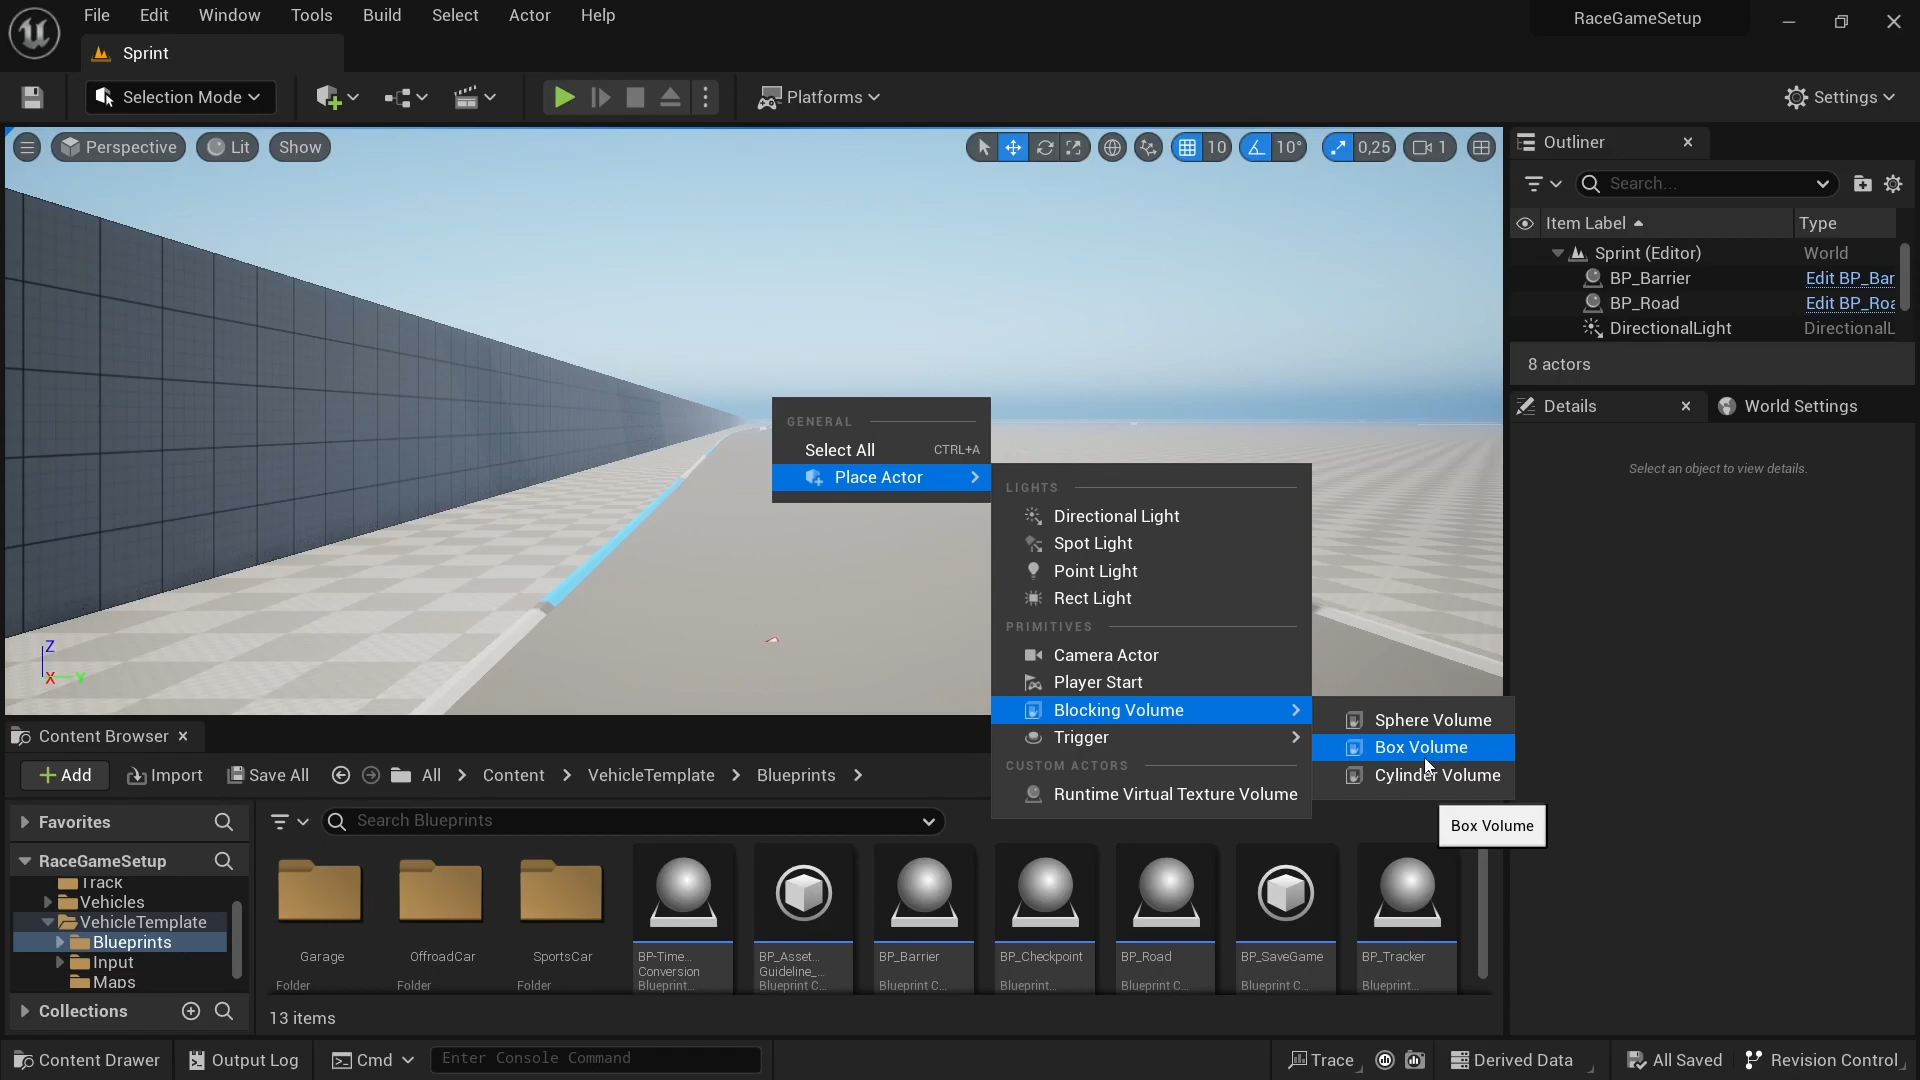 File Edit Window Tools Build Select Actor Help
RaceGameSetup
Sprint
Selection Mode
Platforms
Settings
Perspective Lit Show
10 10° 0,25 1
Outliner
Search...
Item Label Type
Sprint (Editor) World
BP_Barrier Edit BP_Bar
BP_Road Edit BP_Roa
DirectionalLight DirectionalL
8 actors
Details World Settings
Select an object to view details.
GENERAL
Select All CTRL+A
Place Actor
LIGHTS
Directional Light
Spot Light
Point Light
Rect Light
PRIMITIVES
Camera Actor
Player Start
Blocking Volume
Trigger
CUSTOM ACTORS
Runtime Virtual Texture Volume
Sphere Volume
Box Volume
Cylinder Volume
Box Volume
Z
X Y
Content Browser
Add Import Save All All Content VehicleTemplate Blueprints
Favorites
Search Blueprints
RaceGameSetup
Track
Vehicles
VehicleTemplate
Blueprints
Input
Maps
Collections
Garage
Folder
OffroadCar
Folder
SportsCar
Folder
BP-Time...
Conversion
Blueprint...
BP_Asset...
Guideline_...
Blueprint C...
BP_Barrier
Blueprint C...
BP_Checkpoint
Blueprint...
BP_Road
Blueprint C...
BP_SaveGame
Blueprint C...
BP_Tracker
Blueprint...
13 items
Content Drawer Output Log Cmd Enter Console Command Trace Derived Data All Saved Revision Control